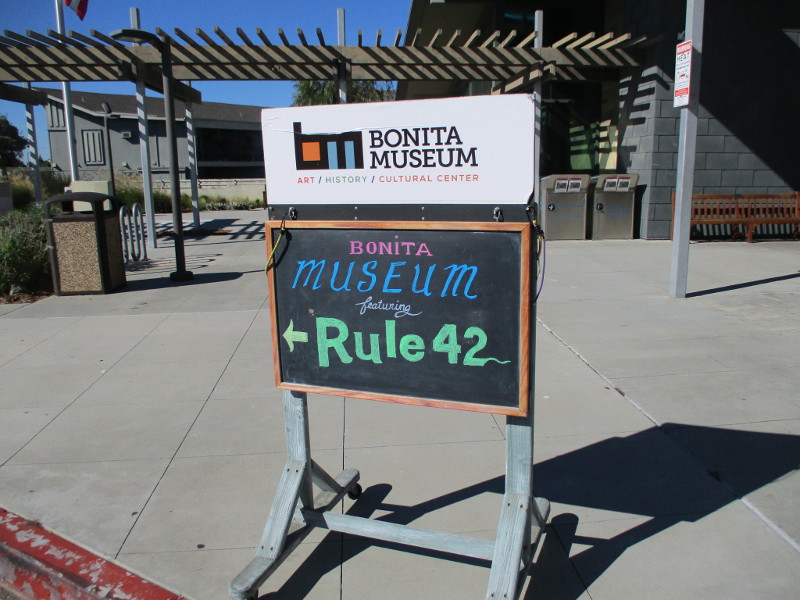 bm BONITA
MUSEUM
ART / HISTORY / CULTURAL CENTER
BONITA
MUSEUM
featuring
Rule 42